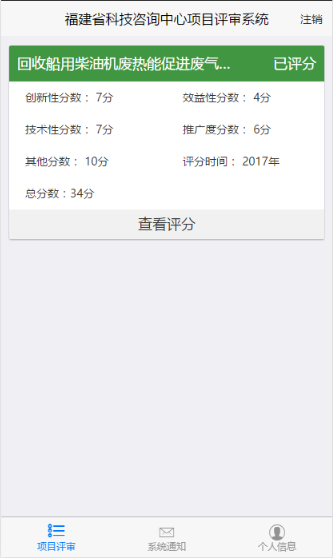 福建省科技咨询中心项目评审系统 注销
回收船用柴油机废热能促进废气... 已评分
创新性分数： 7分 效益性分数： 4分
技术性分数： 7分 推广度分数： 6分
其他分数： 10分 评分时间： 2017年
总分数：34分
查看评分
项目评审 系统通知 个人信息